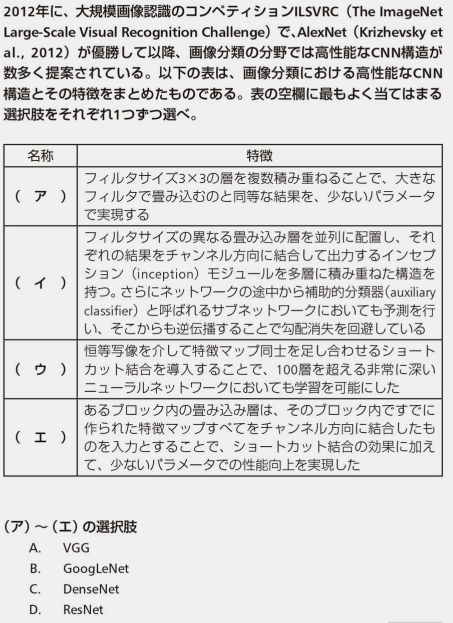 2012年に、大規模画像認識のコンペティションILSVRC（The ImageNet
Large-Scale Visual Recognition Challenge）で、AlexNet（Krizhevsky et
al., 2012）が優勝して以降、画像分類の分野では高性能なCNN構造が
数多く提案されている。以下の表は、画像分類における高性能なCNN
構造とその特徴をまとめたものである。表の空欄に最もよく当てはまる
選択肢をそれぞれ1つずつ選べ。
名称 特徴
（ ア ）
フィルタサイズ3×3の層を複数積み重ねることで、大きな
フィルタで畳み込むのと同等な結果を、少ないパラメータ
で実現する
（ イ ）
フィルタサイズの異なる畳み込み層を並列に配置し、それ
ぞれの結果をチャンネル方向に結合して出力するインセプ
ション（inception）モジュールを多層に積み重ねた構造を
持つ。さらにネットワークの途中から補助的分類器（auxiliary
classifier）と呼ばれるサブネットワークにおいても予測を行
い、そこからも逆伝播することで勾配消失を回避している
（ ウ ）
恒等写像を介して特徴マップ同士を足し合わせるショート
カット結合を導入することで、100層を超える非常に深い
ニューラルネットワークにおいても学習を可能にした
（ エ ）
あるブロック内の畳み込み層は、そのブロック内ですでに
作られた特徴マップすべてをチャンネル方向に結合したも
のを入力とすることで、ショートカット結合の効果に加え
て、少ないパラメータでの性能向上を実現した
（ア）～（エ）の選択肢
A. VGG
B. GoogLeNet
C. DenseNet
D. ResNet